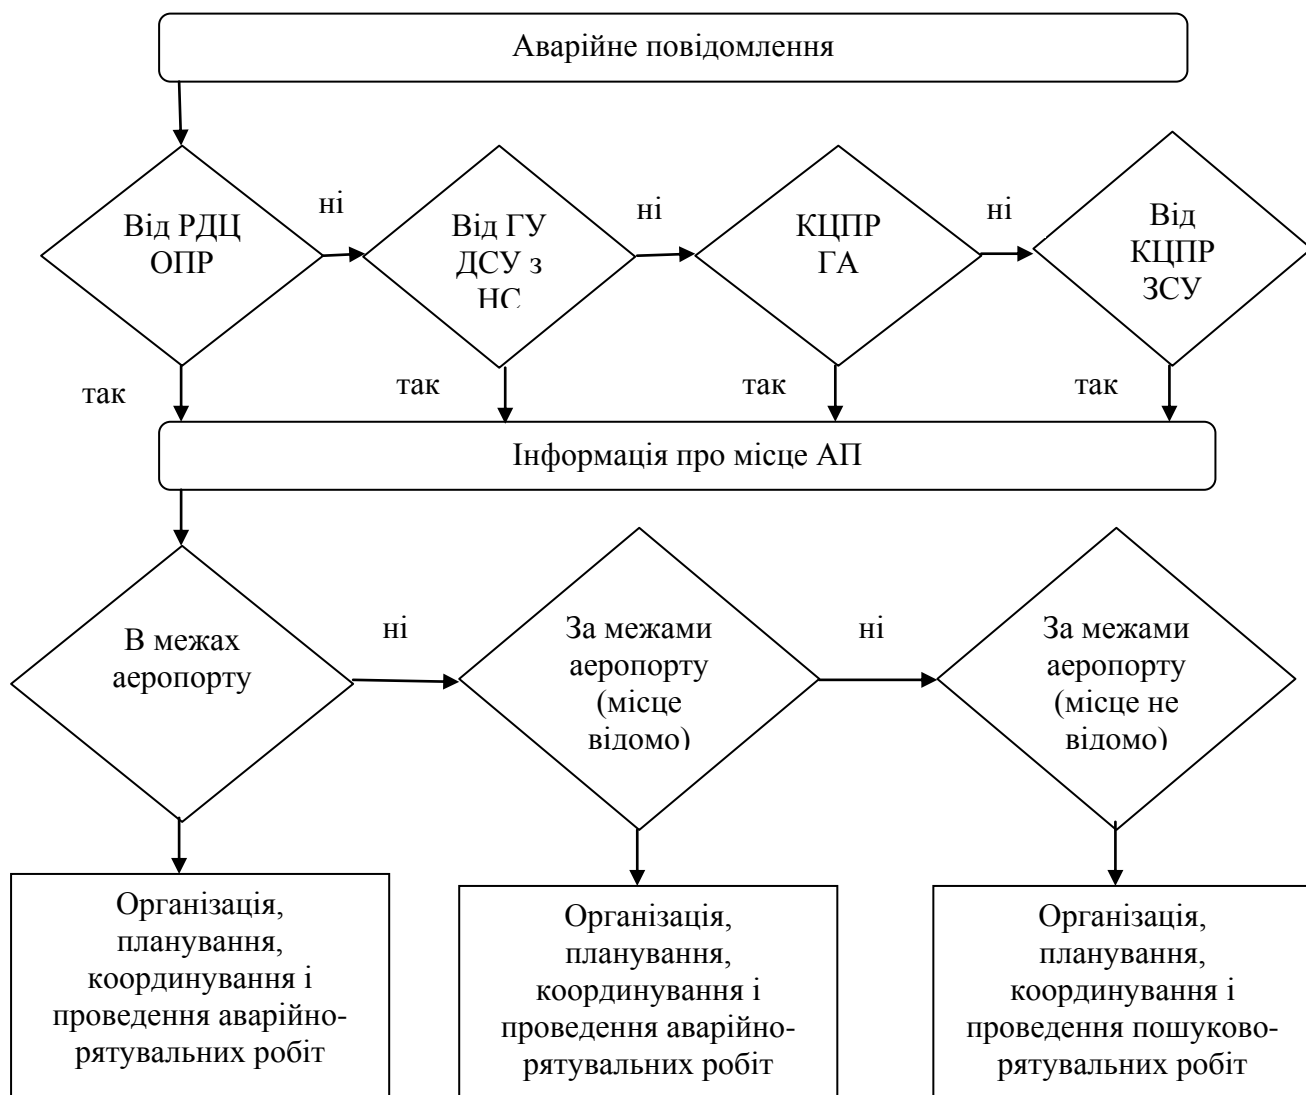 Аварійне повідомлення
Від РДЦ
ОПР
ні
Від ГУ
ДСУ з
НС
ні
КЦПР
ГА
ні
Від
КЦПР
ЗСУ
так
так
так
так
Інформація про місце АП
В межах
аеропорту
ні
За межами
аеропорту
(місце
відомо)
ні
За межами
аеропорту
(місце не
відомо)
Організація,
планування,
координування і
проведення аварійно-
рятувальних робіт
Організація,
планування,
координування і
проведення аварійно-
рятувальних робіт
Організація,
планування,
координування і
проведення пошуково-
рятувальних робіт